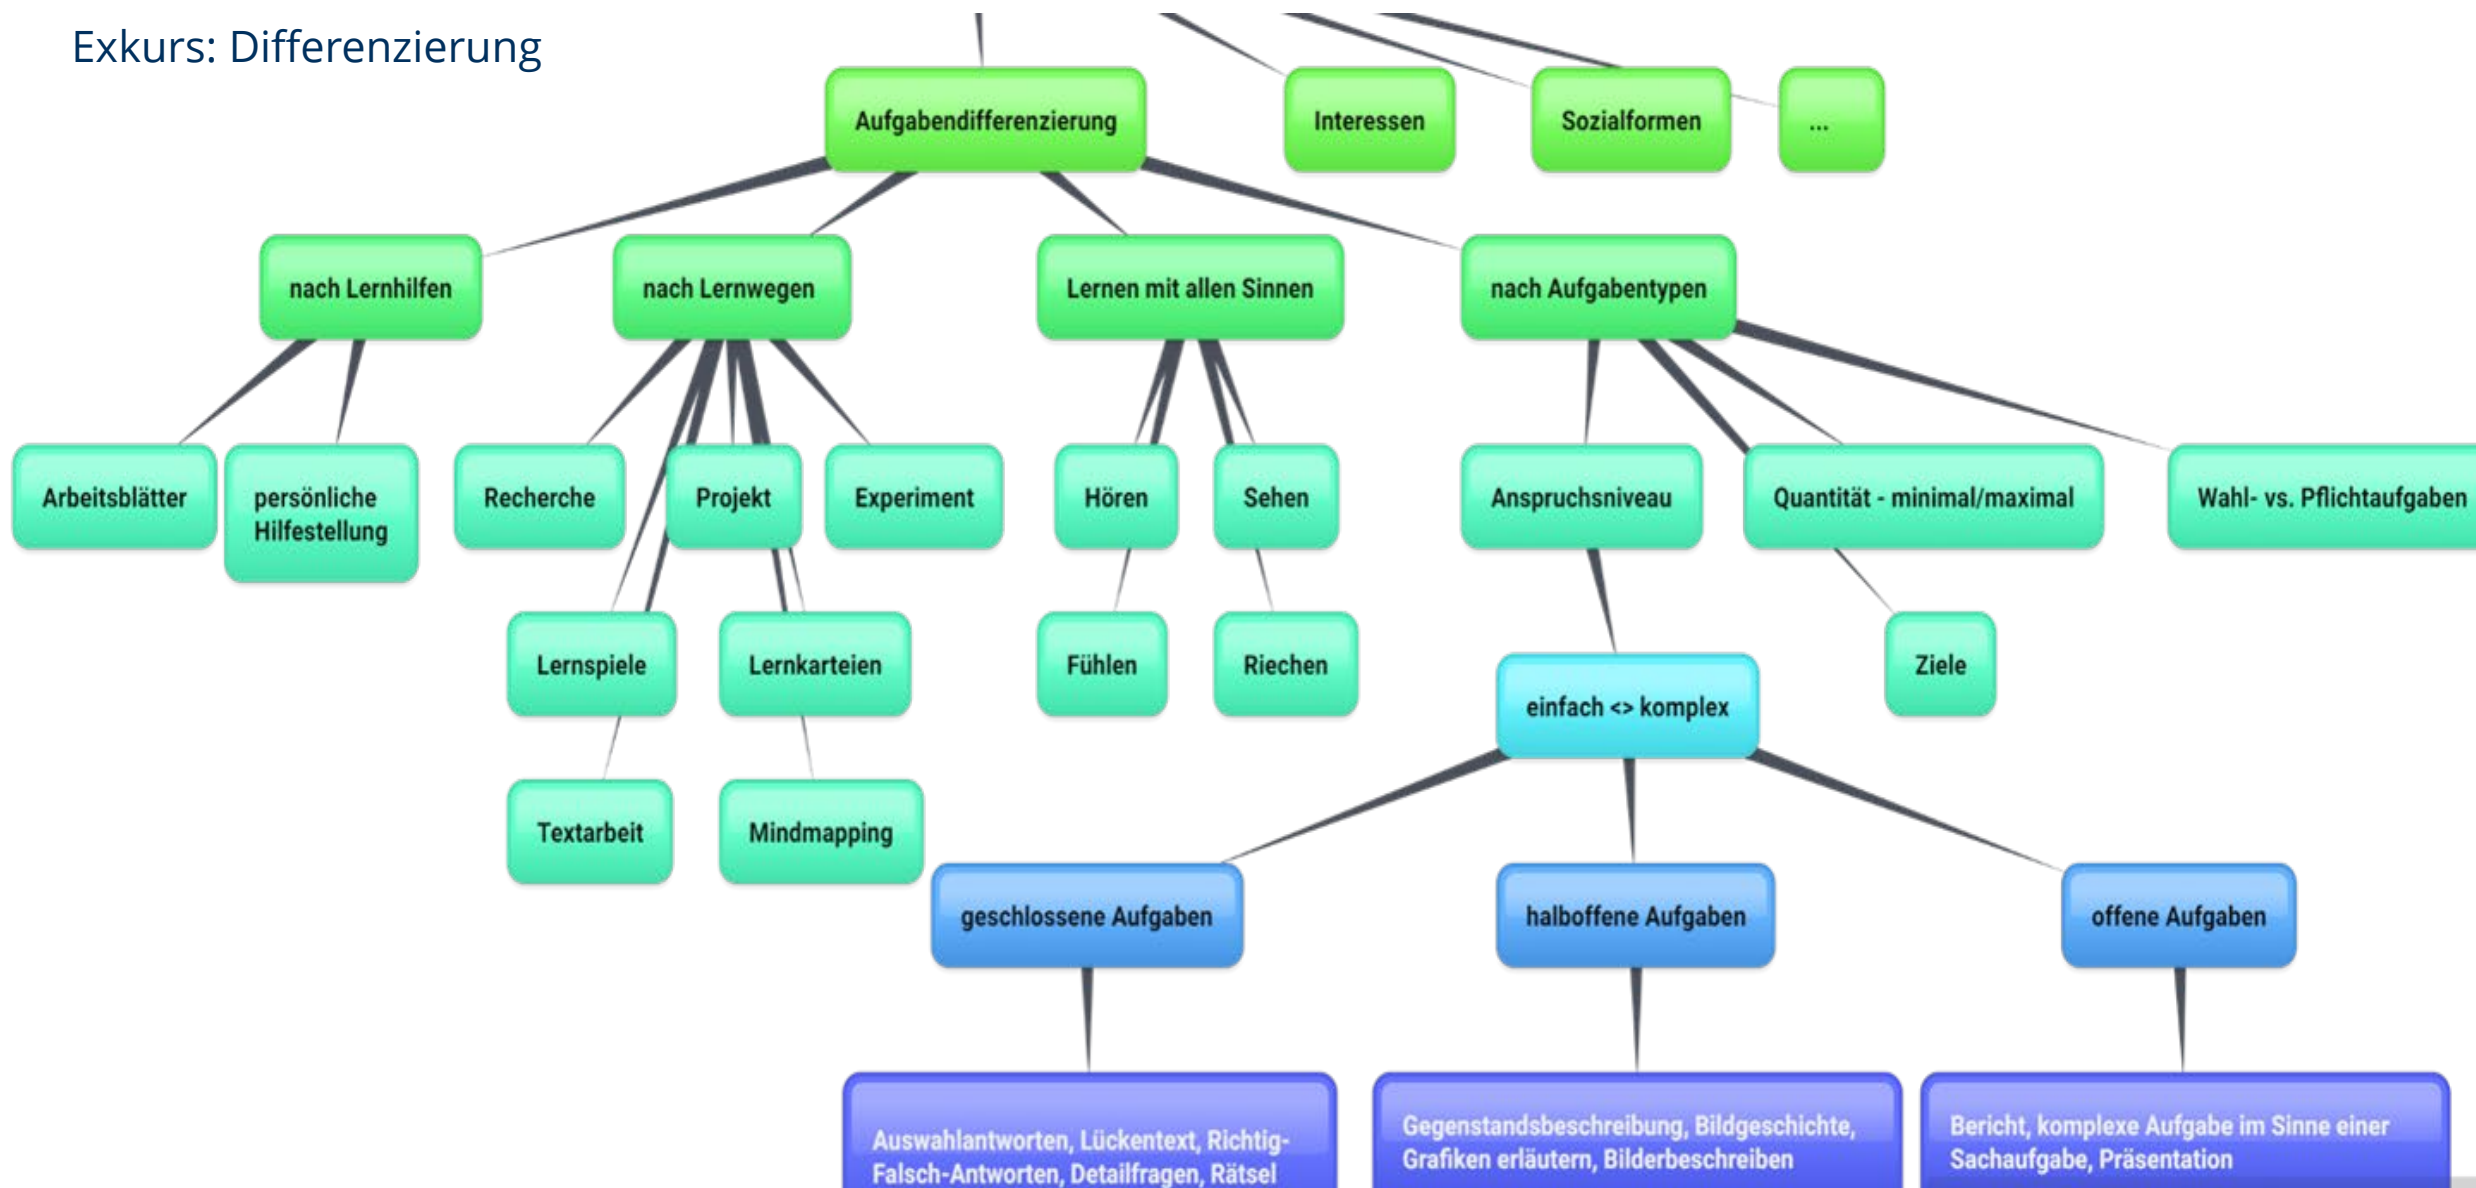 Exkurs: Differenzierung
Aufgabendifferenzierung
Interessen
Sozialformen
...
nach Lernhilfen
nach Lernwegen
Lernen mit allen Sinnen
nach Aufgabentypen
Arbeitsblätter
persönliche
Hilfestellung
Recherche
Projekt
Experiment
Hören
Sehen
Anspruchsniveau
Quantität - minimal/maximal
Wahl- vs. Pflichtaufgaben
Lernspiele
Lernkarteien
Fühlen
Riechen
einfach <> komplex
Ziele
Textarbeit
Mindmapping
geschlossene Aufgaben
halboffene Aufgaben
offene Aufgaben
Auswahlantworten, Lückentext, Richtig-
Falsch-Antworten, Detailfragen, Rätsel
Gegenstandsbeschreibung, Bildgeschichte,
Grafiken erläutern, Bilderbeschreiben
Bericht, komplexe Aufgabe im Sinne einer
Sachaufgabe, Präsentation